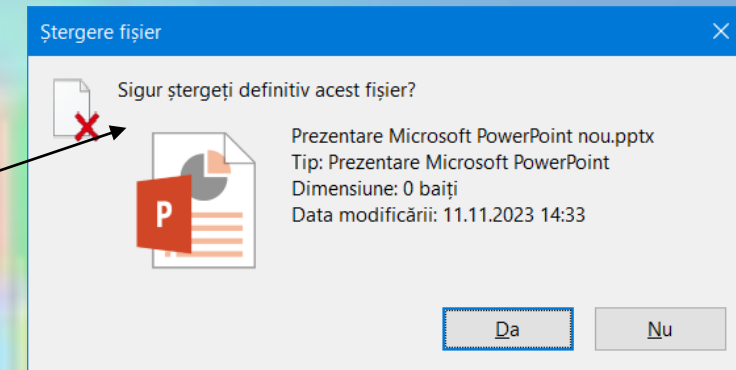 Ștergere fișier
Sigur ștergeți definitiv acest fișier?
Prezentare Microsoft PowerPoint nou.pptx
Tip: Prezentare Microsoft PowerPoint
Dimensiune: 0 baiți
Data modificării: 11.11.2023 14:33
P
Da
Nu